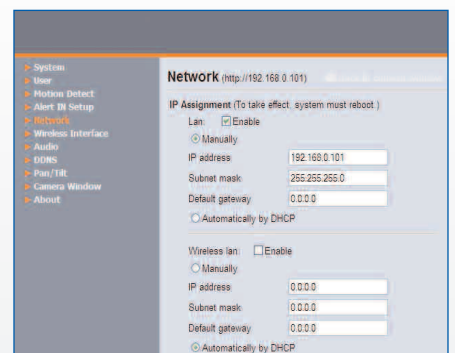 System
User
Motion Detect
Alert IN Setup
Network
Wireless Interface
Audio
DDNS
Pan/Tilt
Camera Window
About
Network (http://192.168.0.101)
IP Assignment (To take effect, system must reboot.)
Lan: Enable
Manually
IP address 192.168.0.101
Subnet mask 255.255.255.0
Default gateway 0.0.0.0
Automatically by DHCP
Wireless lan: Enable
Manually
IP address 0.0.0.0
Subnet mask 0.0.0.0
Default gateway 0.0.0.0
Automatically by DHCP